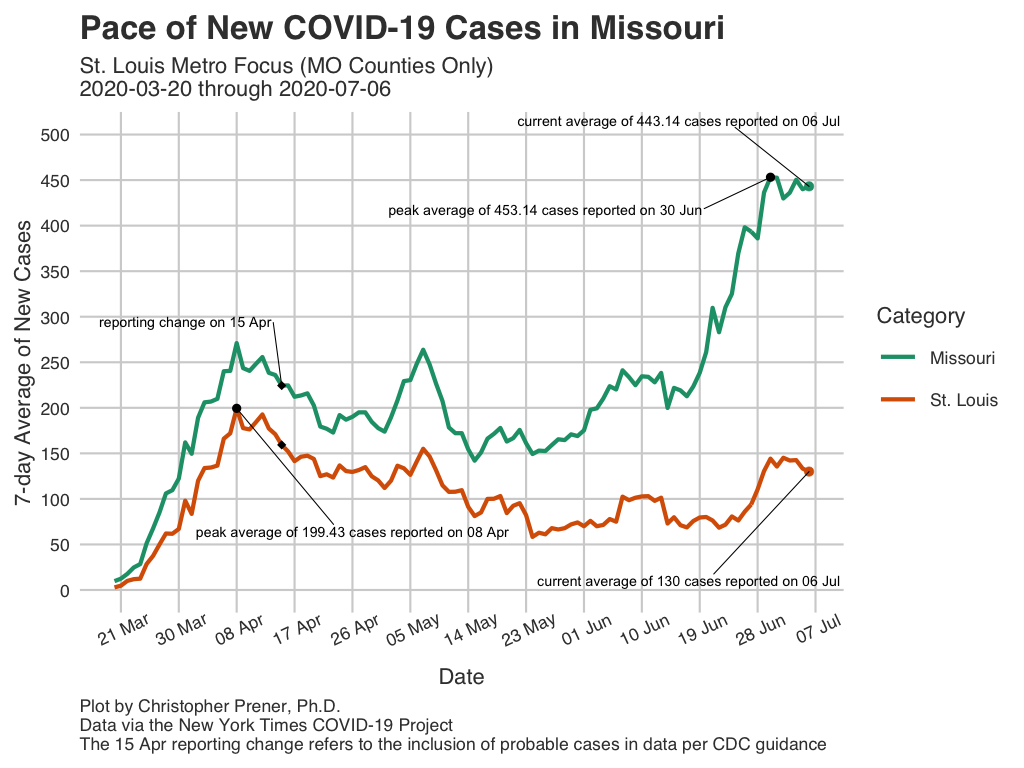 Pace of New COVID-19 Cases in Missouri
St. Louis Metro Focus (MO Counties Only)
2020-03-20 through 2020-07-06
current average of 443.14 cases reported on 06 Jul
peak average of 453.14 cases reported on 30 Jun
reporting change on 15 Apr
peak average of 199.43 cases reported on 08 Apr
current average of 130 cases reported on 06 Jul
7-day Average of New Cases
500
450
400
350
300
250
200
150
100
50
0
21 Mar
30 Mar
08 Apr
17 Apr
26 Apr
05 May
14 May
23 May
01 Jun
10 Jun
19 Jun
28 Jun
07 Jul
Date
Category
Missouri
St. Louis
Plot by Christopher Prener, Ph.D.
Data via the New York Times COVID-19 Project
The 15 Apr reporting change refers to the inclusion of probable cases in data per CDC guidance